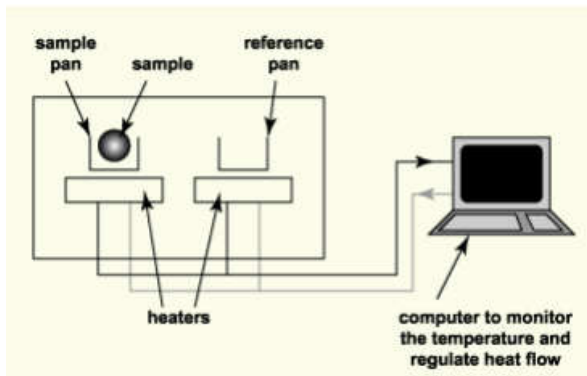 sample
pan
sample
reference
pan
heaters
computer to monitor
the temperature and
regulate heat flow